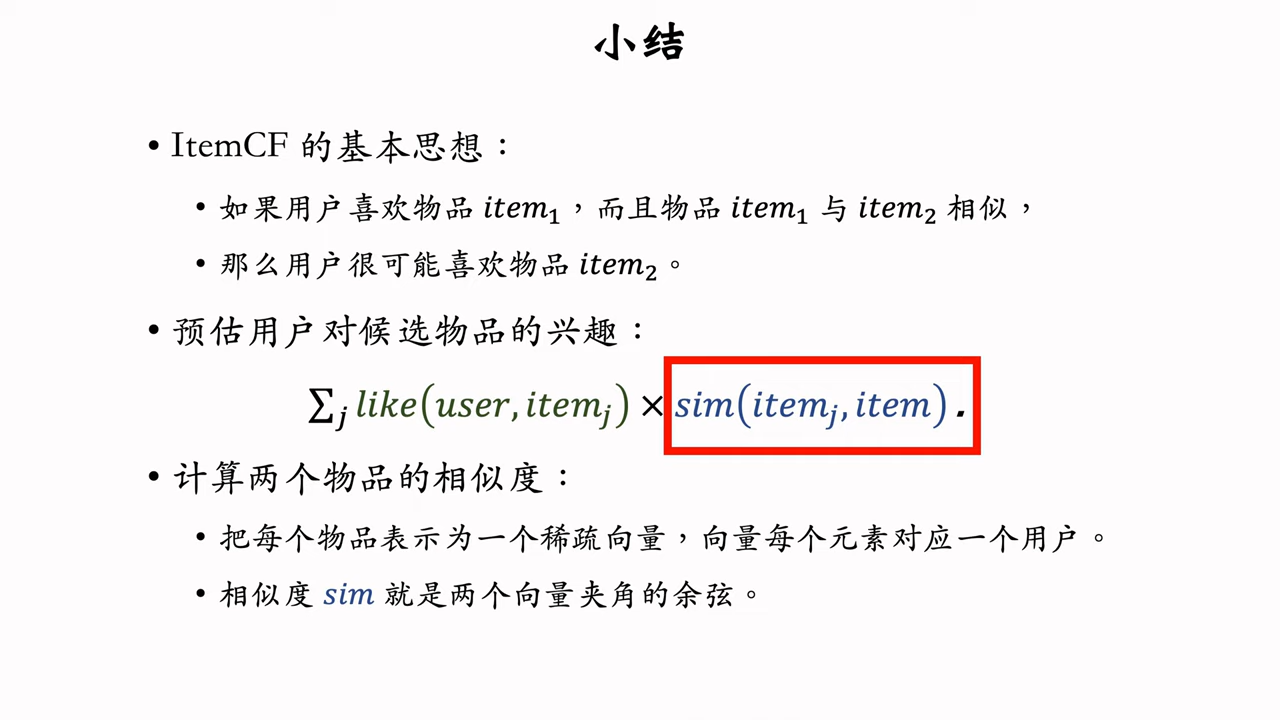 小结
• ItemCF 的基本思想：
• 如果用户喜欢物品 item₁，而且物品 item₁ 与 item₂ 相似，
• 那么用户很可能喜欢物品 item₂。
• 预估用户对候选物品的兴趣：
∑ⱼ like(user, itemⱼ) × sim(itemⱼ, item) .
• 计算两个物品的相似度：
• 把每个物品表示为一个稀疏向量，向量每个元素对应一个用户。
• 相似度 sim 就是两个向量夹角的余弦。